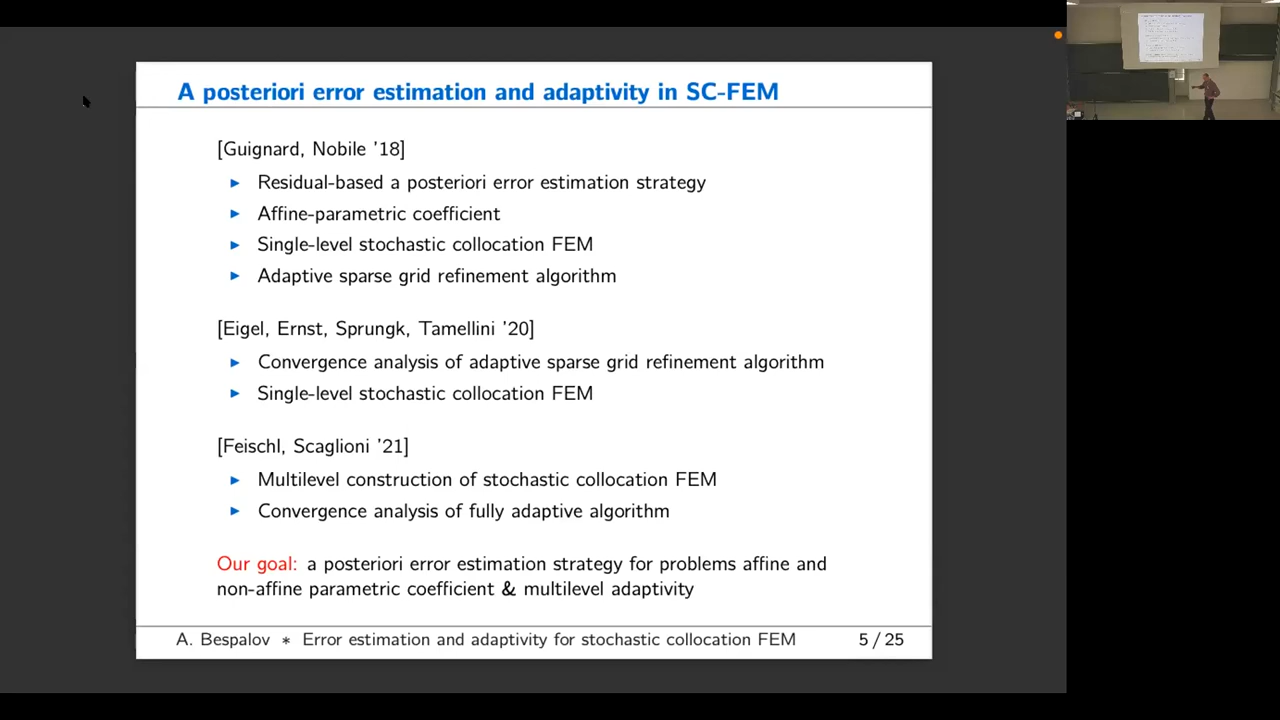 A posteriori error estimation and adaptivity in SC-FEM
[Guignard, Nobile '18]
▶ Residual-based a posteriori error estimation strategy
▶ Affine-parametric coefficient
▶ Single-level stochastic collocation FEM
▶ Adaptive sparse grid refinement algorithm
[Eigel, Ernst, Sprungk, Tamellini '20]
▶ Convergence analysis of adaptive sparse grid refinement algorithm
▶ Single-level stochastic collocation FEM
[Feischl, Scaglioni '21]
▶ Multilevel construction of stochastic collocation FEM
▶ Convergence analysis of fully adaptive algorithm
Our goal: a posteriori error estimation strategy for problems affine and
non-affine parametric coefficient & multilevel adaptivity
A. Bespalov ∗ Error estimation and adaptivity for stochastic collocation FEM 5 / 25